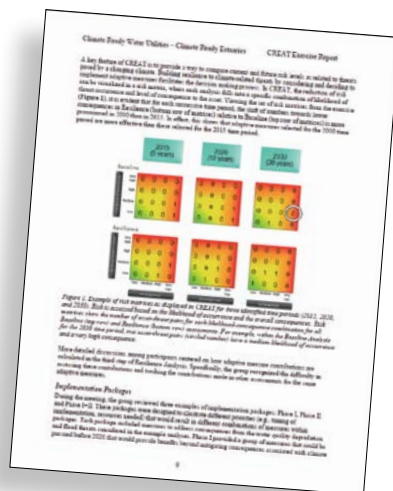 Climate Ready Water Utilities – Climate Ready Estuaries CREAT Exercise Report
A key feature of CREAT is to provide a way to compare current and future risk levels as related to threats
posed by a changing climate. Building resilience to climate-related threats by considering and deciding to
implement adaptive measures facilitates the decision making process. In CREAT, the reduction of risk
can be visualized in a risk matrix, where each analysis falls into a specific combination of likelihood of
threat occurrence and level of consequence to the asset. Viewing the set of risk matrices from the exercise
(Figure 1), it is evident that for each successive time period, the shift of numbers towards lower
consequences in Resilience (bottom row of matrices) relative to Baseline (top row of matrices) is more
pronounced in 2030 than in 2015. In effect, this shows that adaptive measures selected for the 2030 time
period are more effective than those selected for the 2015 time period.
2015
(5 years)
2020
(10 years)
2030
(20 years)
Baseline
Resilience
Figure 1. Example of risk matrices as displayed in CREAT for three identified time periods (2015, 2020,
and 2030). Risk is assessed based on the likelihood of occurrence and the overall consequences. Risk
matrices show the number of asset-threat pairs for each likelihood-consequence combination, for all
Baseline (top row) and Resilience (bottom row) assessments. For example, within the Baseline Analysis
for the 2030 time period, two asset-threat pairs (circled number) have a medium likelihood of occurrence
and a very high consequence.
More detailed discussions among participants centered on how adaptive measure contributions are
calculated in the third step of Resilience Analysis. Specifically, the group recognized the difficulty in
assessing these contributions and tracking the contributions made in other assessments for the same
adaptive measures.
Implementation Packages
During the meeting, the group reviewed three examples of implementation packages: Phase I, Phase II
and Phase I+II. These packages were designed to illustrate different priorities (e.g., timing of
implementation, resources needed) that would result in different combinations of measures within
packages. Each package included measures to address consequences from the water quality degradation
and flood threats considered in the example analyses. Phase I provided a group of measures that could be
pursued before 2020 that would provide benefits beyond mitigating consequences associated with climate